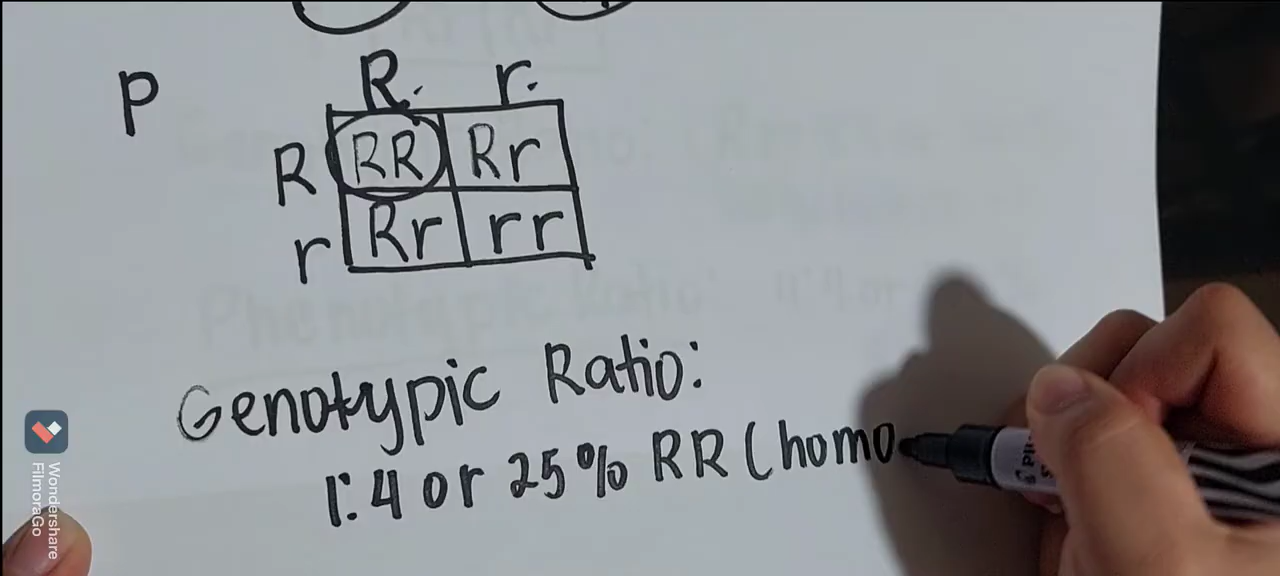 P
R. r.
R RR Rr
r Rr rr
Genotypic Ratio:
1:4 or 25% RR (homo
Wondershare
FilmoraGo